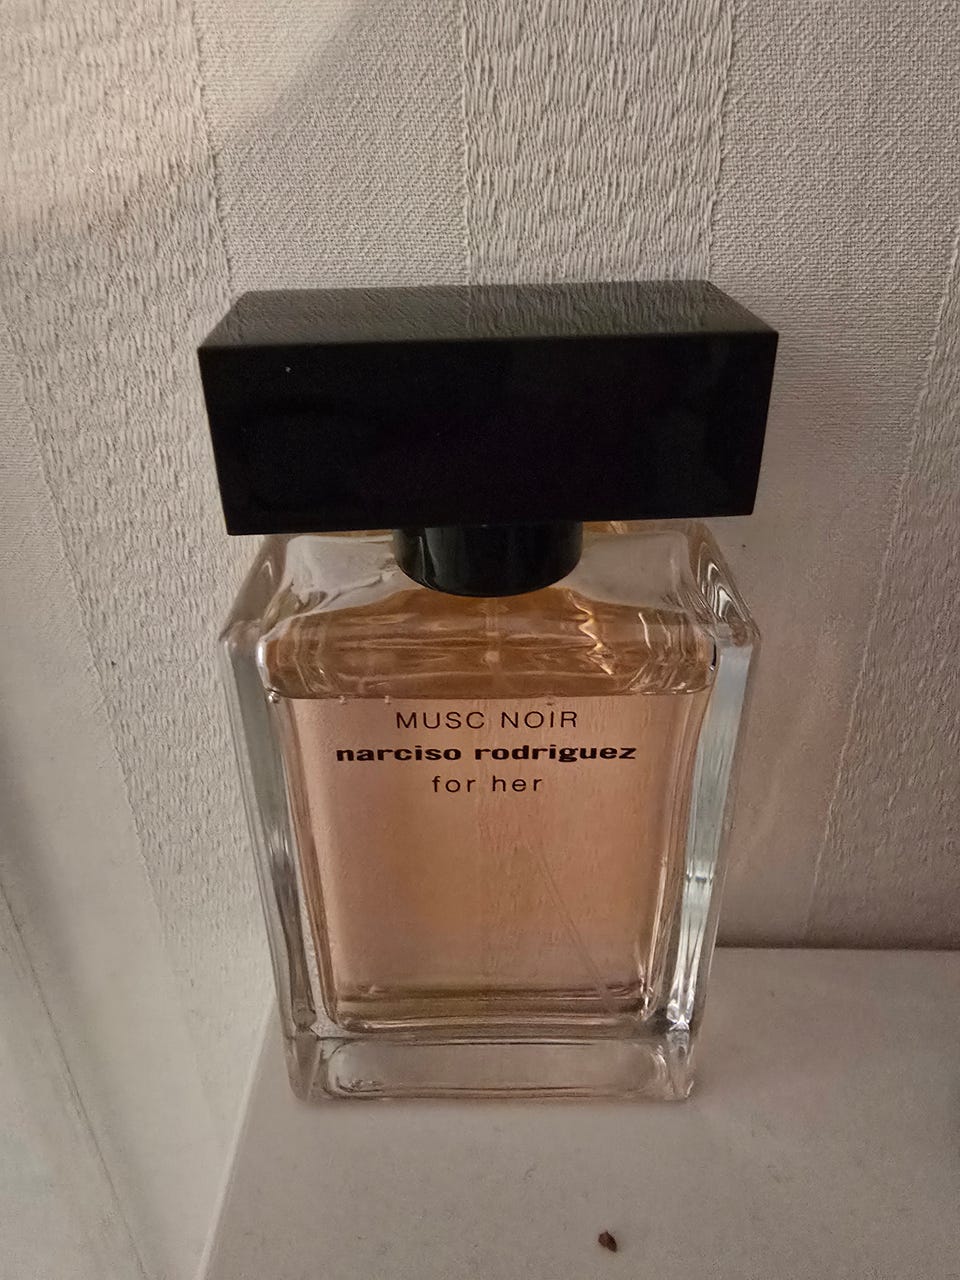 MUSC NOIR
narciso rodriguez
for her